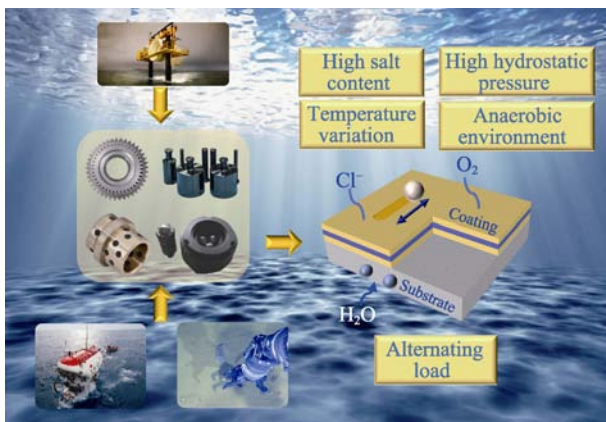 High salt
content
High hydrostatic
pressure
Temperature
variation
Anaerobic
environment
Cl⁻
O₂
Coating
Substrate
H₂O
Alternating
load